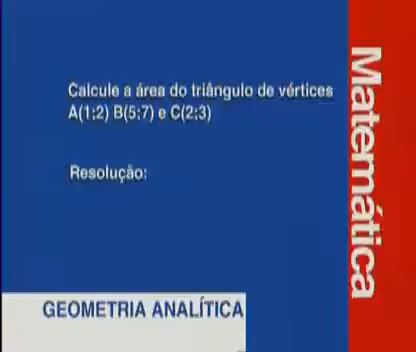 Calcule a área do triângulo de vértices
A(1:2) B(5:7) e C(2:3)
Resolução:
GEOMETRIA ANALÍTICA
Matemática